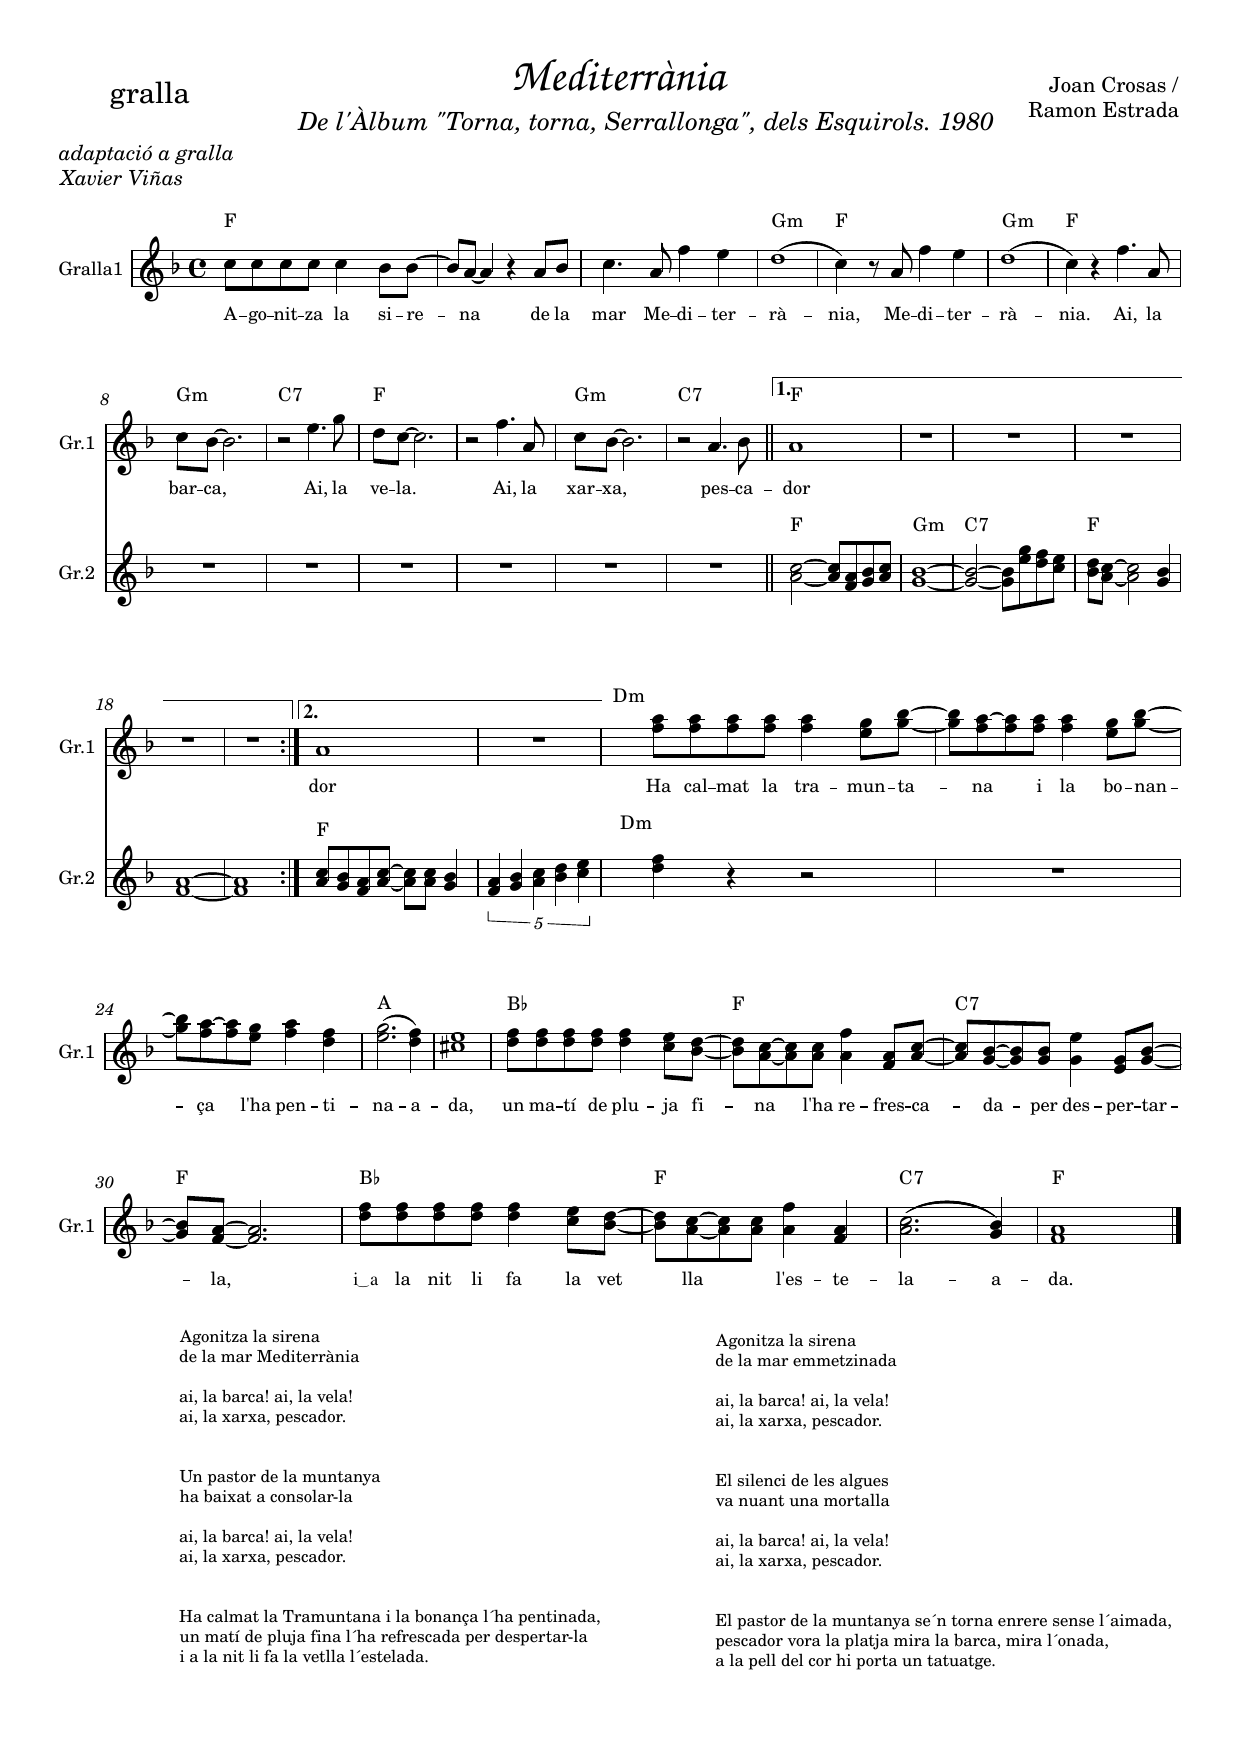 Mediterrània
gralla
Joan Crosas /
Ramon Estrada
De l'Àlbum "Torna, torna, Serrallonga", dels Esquirols. 1980
adaptació a gralla
Xavier Viñas
F Gm F Gm F
Gralla1
A – go – nit – za la si – re – na de la mar Me – di – ter – rà – nia, Me – di – ter – rà – nia. Ai, la
8 Gm C7 F Gm C7 1. F
Gr.1
bar – ca, Ai, la ve – la. Ai, la xar – xa, pes – ca – dor
F Gm C7 F
Gr.2
18 2. Dm
Gr.1
dor Ha cal – mat la tra – mun – ta – na i la bo – nan –
F Dm
Gr.2
5
24 A B♭ F C7
Gr.1
– ça l'ha pen – ti – na – a – da, un ma – tí de plu – ja fi – na l'ha re – fres – ca – da – per des – per – tar –
30 F B♭ F C7 F
Gr.1
– la, i‿a la nit li fa la vet lla l'es – te – la – a – da.
Agonitza la sirena
de la mar Mediterrània
ai, la barca! ai, la vela!
ai, la xarxa, pescador.
Un pastor de la muntanya
ha baixat a consolar-la
ai, la barca! ai, la vela!
ai, la xarxa, pescador.
Ha calmat la Tramuntana i la bonança l´ha pentinada,
un matí de pluja fina l´ha refrescada per despertar-la
i a la nit li fa la vetlla l´estelada.
Agonitza la sirena
de la mar emmetzinada
ai, la barca! ai, la vela!
ai, la xarxa, pescador.
El silenci de les algues
va nuant una mortalla
ai, la barca! ai, la vela!
ai, la xarxa, pescador.
El pastor de la muntanya se´n torna enrere sense l´aimada,
pescador vora la platja mira la barca, mira l´onada,
a la pell del cor hi porta un tatuatge.